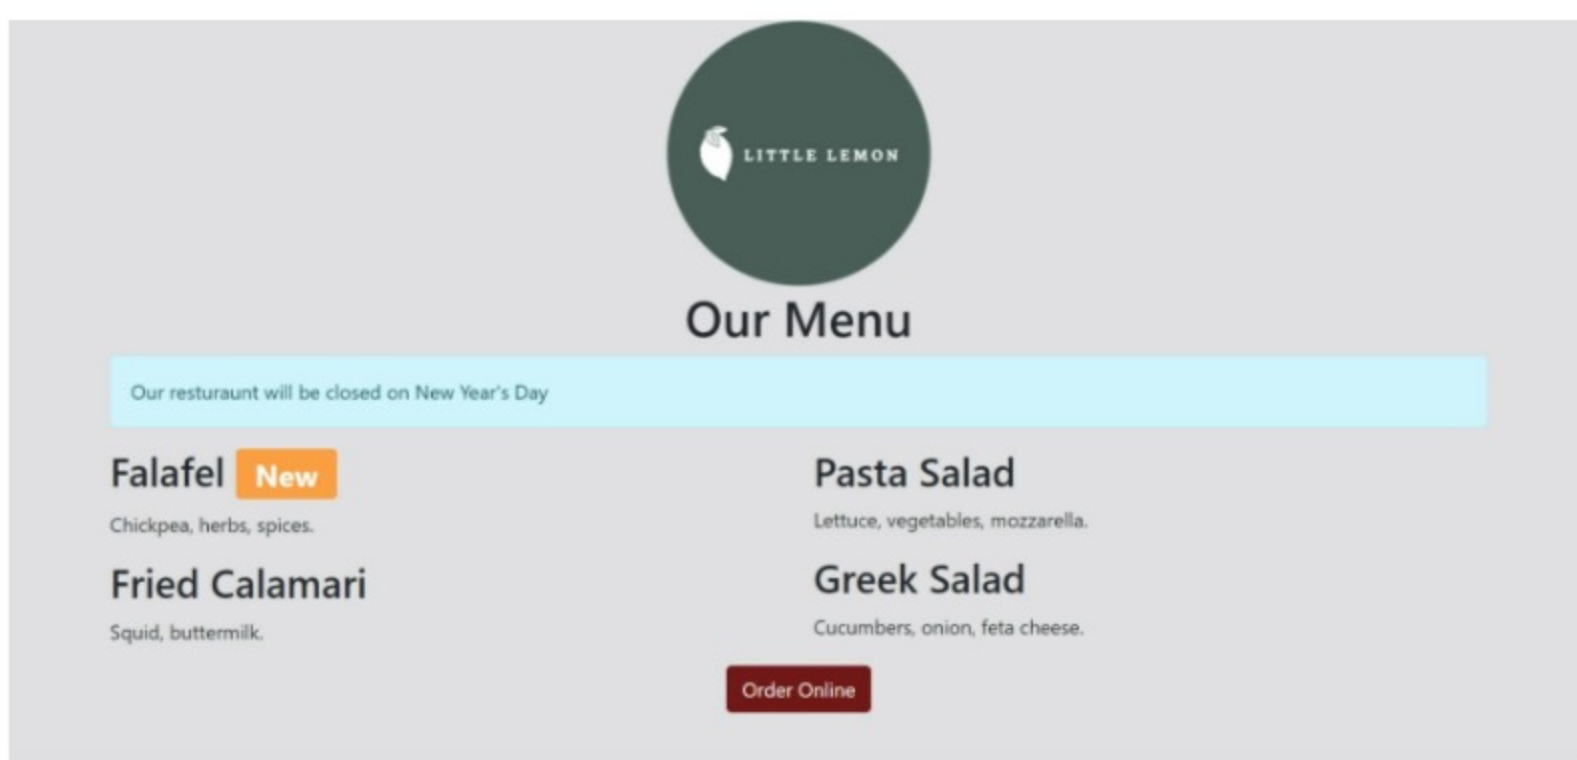 LITTLE LEMON
Our Menu
Our resturaunt will be closed on New Year's Day
Falafel New
Chickpea, herbs, spices.
Fried Calamari
Squid, buttermilk.
Pasta Salad
Lettuce, vegetables, mozzarella.
Greek Salad
Cucumbers, onion, feta cheese.
Order Online